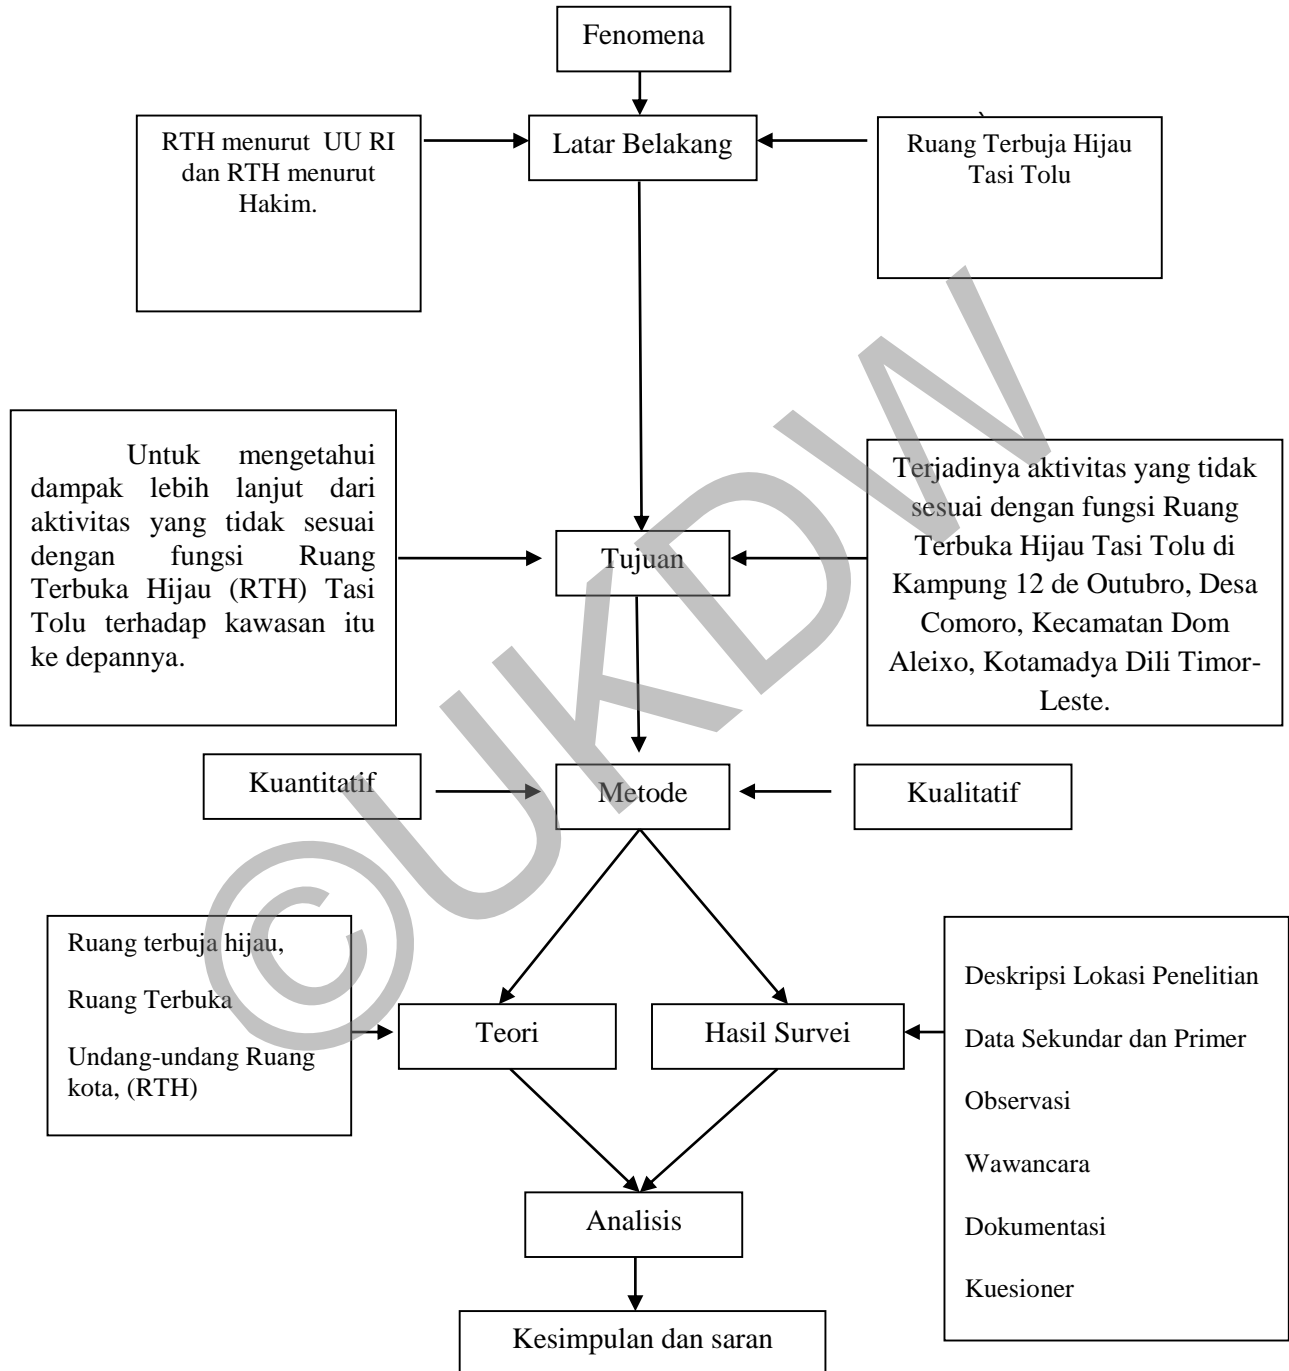 Fenomena
RTH menurut UU RI
dan RTH menurut
Hakim.
Latar Belakang
Ruang Terbuja Hijau
Tasi Tolu
Untuk mengetahui
dampak lebih lanjut dari
aktivitas yang tidak sesuai
dengan fungsi Ruang
Terbuka Hijau (RTH) Tasi
Tolu terhadap kawasan itu
ke depannya.
Tujuan
Terjadinya aktivitas yang tidak
sesuai dengan fungsi Ruang
Terbuka Hijau Tasi Tolu di
Kampung 12 de Outubro, Desa
Comoro, Kecamatan Dom
Aleixo, Kotamadya Dili Timor-
Leste.
Kuantitatif
Metode
Kualitatif
Ruang terbuja hijau,
Ruang Terbuka
Undang-undang Ruang
kota, (RTH)
Teori
Hasil Survei
Deskripsi Lokasi Penelitian
Data Sekundar dan Primer
Observasi
Wawancara
Dokumentasi
Kuesioner
Analisis
Kesimpulan dan saran
©UKDW